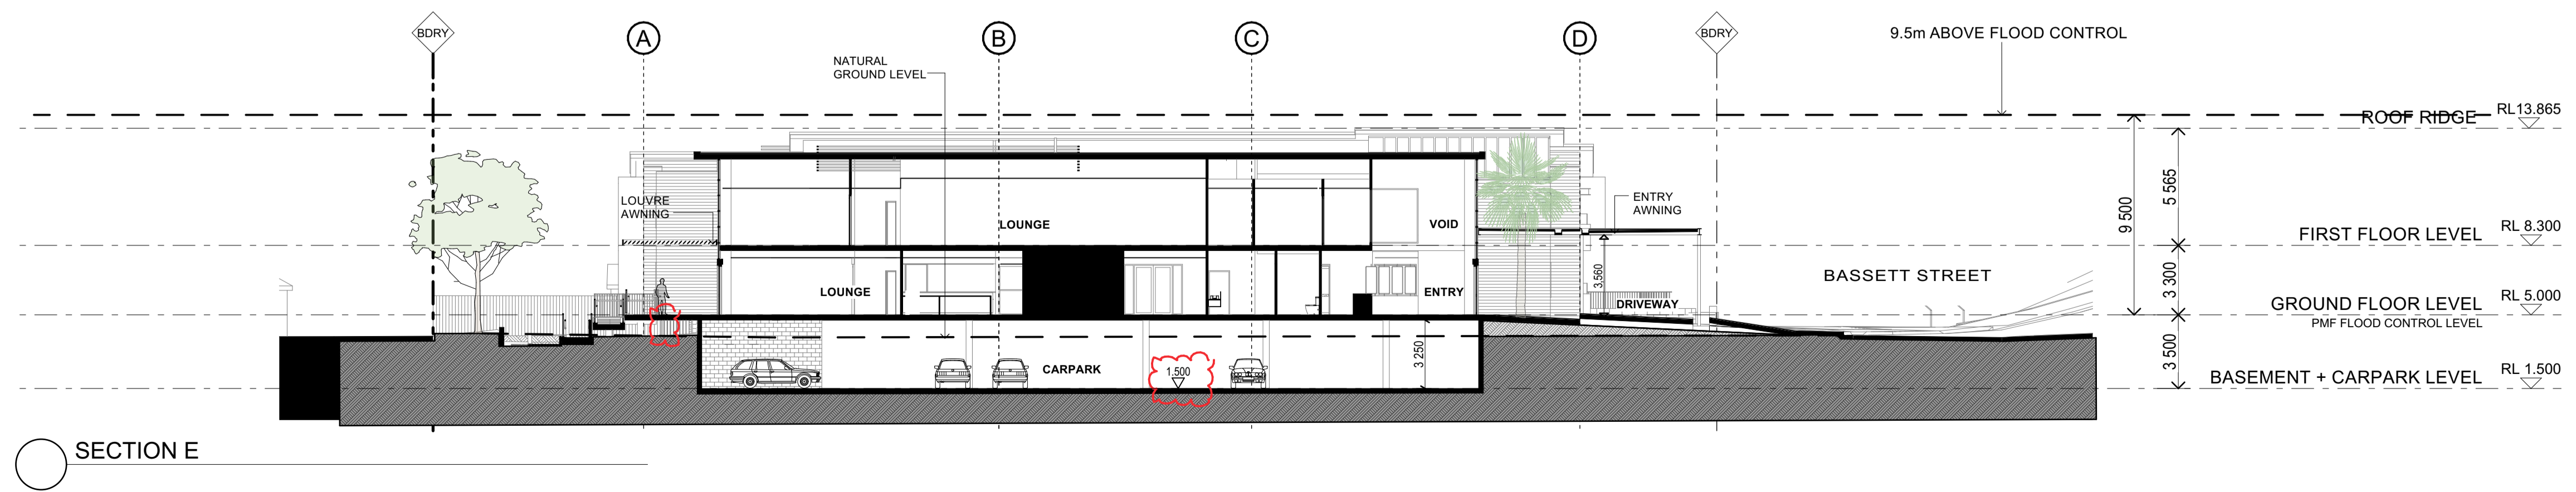 BDRY
A
B
C
D
BDRY
9.5m ABOVE FLOOD CONTROL
NATURAL
GROUND LEVEL
ROOF RIDGE
RL13.865
LOUVRE
AWNING
LOUNGE
VOID
ENTRY
AWNING
9 500
5 565
FIRST FLOOR LEVEL
RL 8.300
LOUNGE
ENTRY
3,560
DRIVEWAY
BASSETT STREET
3 300
GROUND FLOOR LEVEL
RL 5.000
PMF FLOOD CONTROL LEVEL
CARPARK
1.500
3 250
3 500
BASEMENT + CARPARK LEVEL
RL 1.500
SECTION E